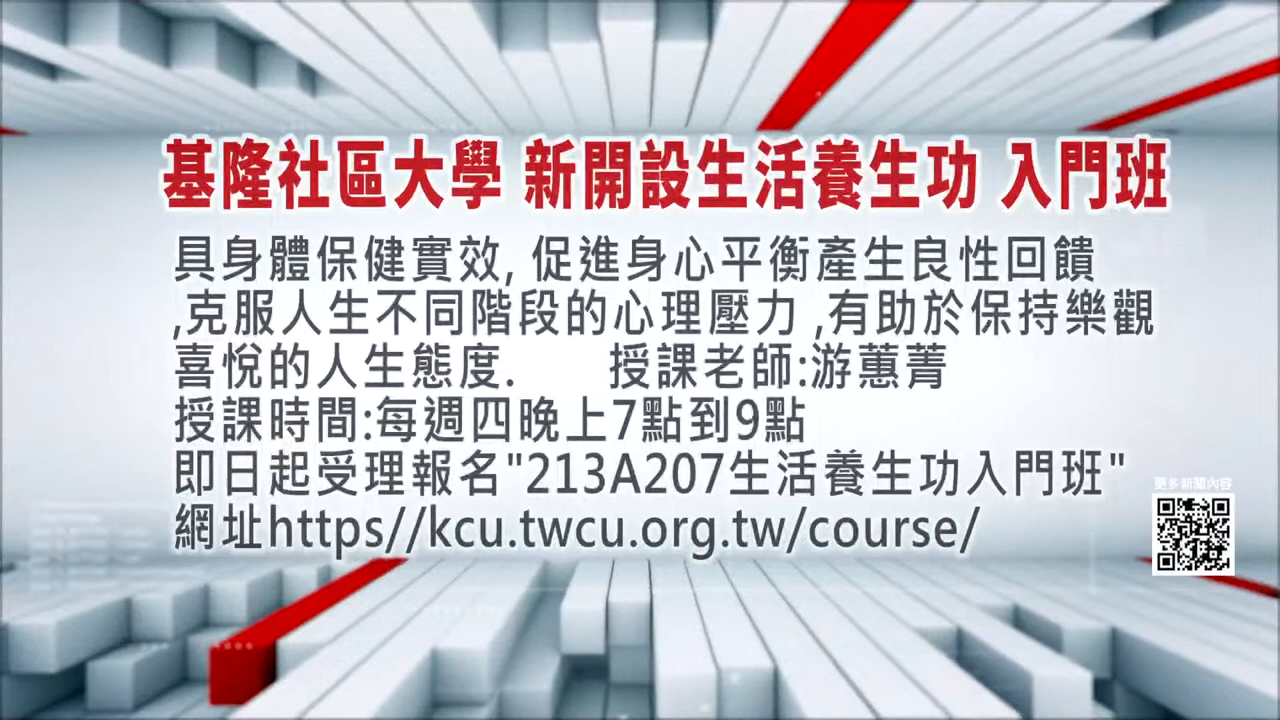 基隆社區大學 新開設生活養生功 入門班
具身體保健實效, 促進身心平衡產生良性回饋
,克服人生不同階段的心理壓力 ,有助於保持樂觀
喜悅的人生態度.　　授課老師:游蕙菁
授課時間:每週四晚上7點到9點
即日起受理報名"213A207生活養生功入門班"
網址https//kcu.twcu.org.tw/course/
更多新聞內容